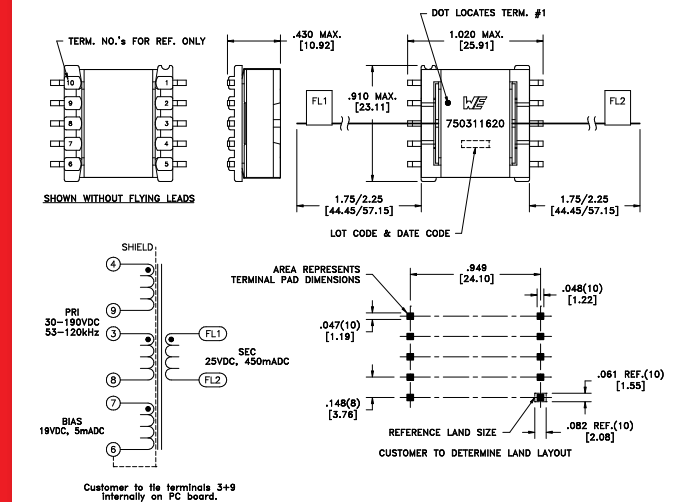 TERM. NO.'s FOR REF. ONLY
10
9
8
7
6
1
2
3
4
5
SHOWN WITHOUT FLYING LEADS
.430 MAX.
[10.92]
DOT LOCATES TERM. #1
1.020 MAX.
[25.91]
.910 MAX.
[23.11]
FL1
FL2
WE
750311620
1.75/2.25
[44.45/57.15]
1.75/2.25
[44.45/57.15]
LOT CODE & DATE CODE
SHIELD
4
9
PRI
30-190VDC
53-120kHz
3
8
7
BIAS
19VDC, 5mADC
6
FL1
SEC
25VDC, 450mADC
FL2
Customer to tie terminals 3+9
internally on PC board.
AREA REPRESENTS
TERMINAL PAD DIMENSIONS
.949
[24.10]
.048(10)
[1.22]
.047(10)
[1.19]
.061 REF.(10)
[1.55]
.148(8)
[3.76]
.082 REF.(10)
[2.08]
REFERENCE LAND SIZE
CUSTOMER TO DETERMINE LAND LAYOUT